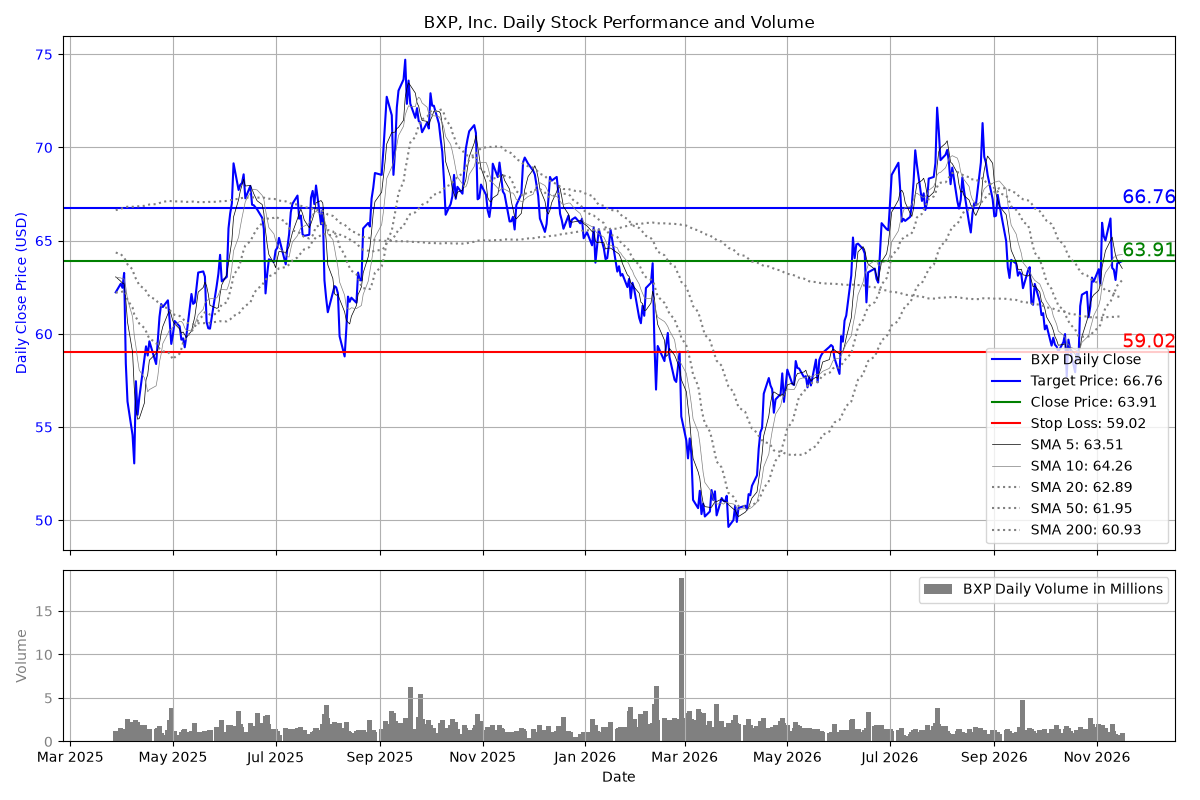 BXP, Inc. Daily Stock Performance and Volume
Daily Close Price (USD)
75
70
65
60
55
50
66.76
63.91
59.02
BXP Daily Close
Target Price: 66.76
Close Price: 63.91
Stop Loss: 59.02
SMA 5: 63.51
SMA 10: 64.26
SMA 20: 62.89
SMA 50: 61.95
SMA 200: 60.93
Volume
15
10
5
0
BXP Daily Volume in Millions
Mar 2025
May 2025
Jul 2025
Sep 2025
Nov 2025
Jan 2026
Mar 2026
May 2026
Jul 2026
Sep 2026
Nov 2026
Date